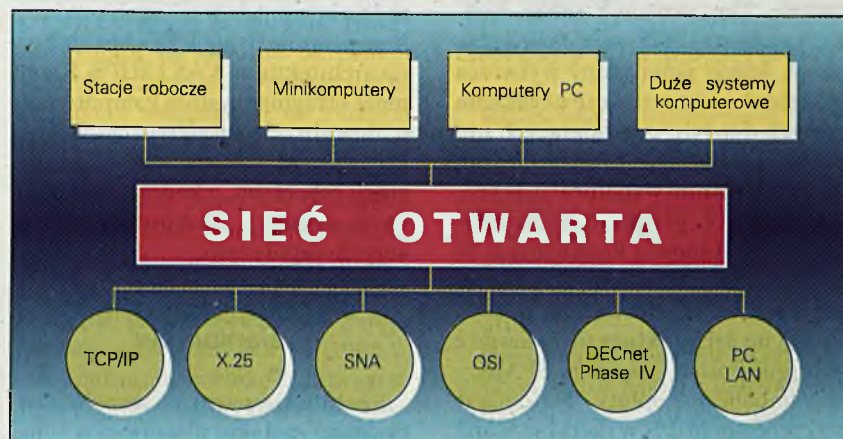 Stacje robocze
Minikomputery
Komputery PC
Duże systemy
komputerowe
SIEĆ OTWARTA
TCP/IP
X.25
SNA
OSI
DECnet
Phase IV
PC
LAN